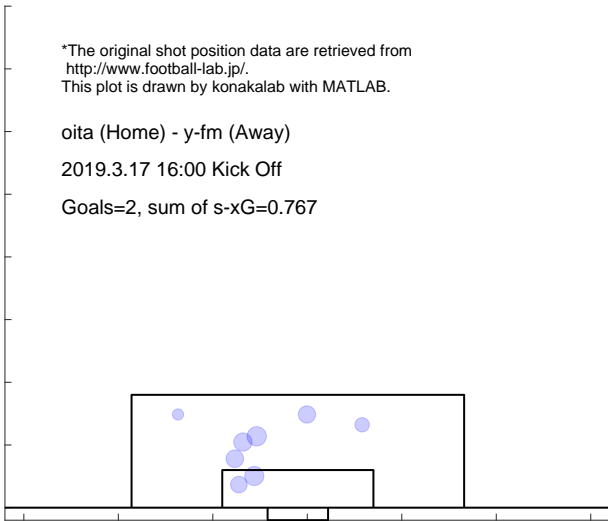 *The original shot position data are retrieved from
http://www.football-lab.jp/.
This plot is drawn by konakalab with MATLAB.
oita (Home) - y-fm (Away)
2019.3.17 16:00 Kick Off
Goals=2, sum of s-xG=0.767